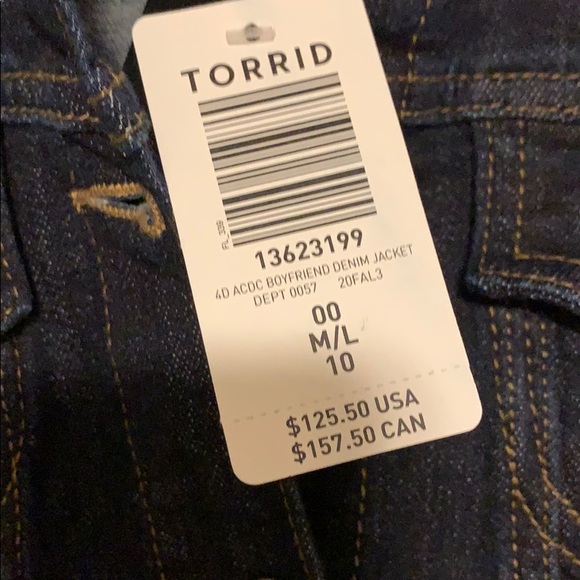 TORRID
13623199
4D ACDC BOYFRIEND DENIM JACKET
DEPT 0057 20FAL3
00
M/L
10
$125.50 USA
$157.50 CAN